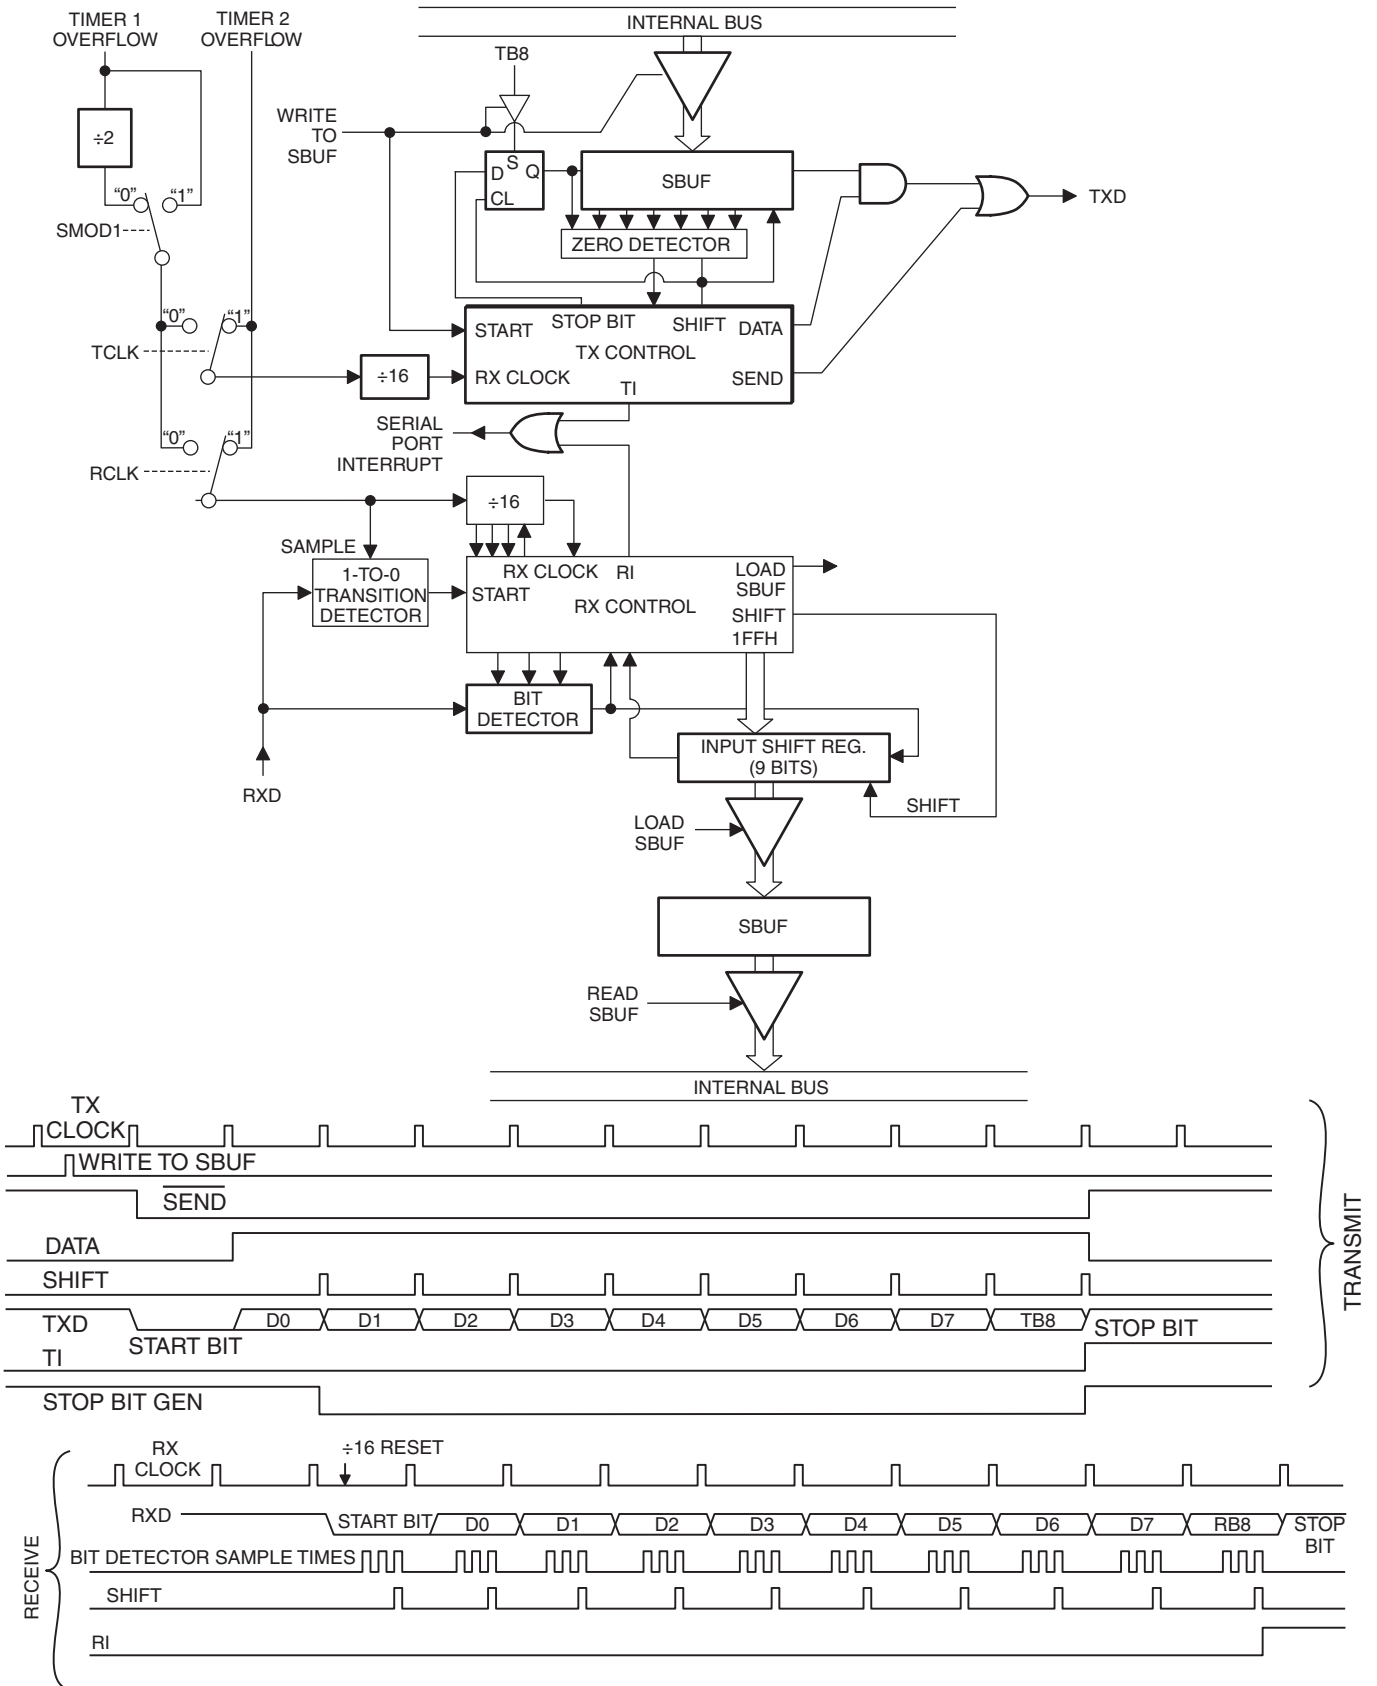 TIMER 1
OVERFLOW
TIMER 2
OVERFLOW
INTERNAL BUS
TB8
WRITE
TO
SBUF
÷2
"0"
"1"
SMOD1
D
S
Q
CL
SBUF
ZERO DETECTOR
TXD
"0"
"1"
TCLK
START
STOP BIT
SHIFT
DATA
TX CONTROL
÷16
RX CLOCK
TI
SEND
SERIAL
PORT
INTERRUPT
"0"
"1"
RCLK
÷16
SAMPLE
1-TO-0
TRANSITION
DETECTOR
RX CLOCK
RI
START
RX CONTROL
LOAD
SBUF
SHIFT
1FFH
BIT
DETECTOR
INPUT SHIFT REG.
(9 BITS)
RXD
SHIFT
LOAD
SBUF
SBUF
READ
SBUF
INTERNAL BUS
TX
CLOCK
WRITE TO SBUF
SEND
DATA
SHIFT
TXD
START BIT
D0
D1
D2
D3
D4
D5
D6
D7
TB8
STOP BIT
TI
STOP BIT GEN
TRANSMIT
RX
CLOCK
÷16 RESET
RXD
START BIT
D0
D1
D2
D3
D4
D5
D6
D7
RB8
STOP
BIT
BIT DETECTOR SAMPLE TIMES
SHIFT
RI
RECEIVE